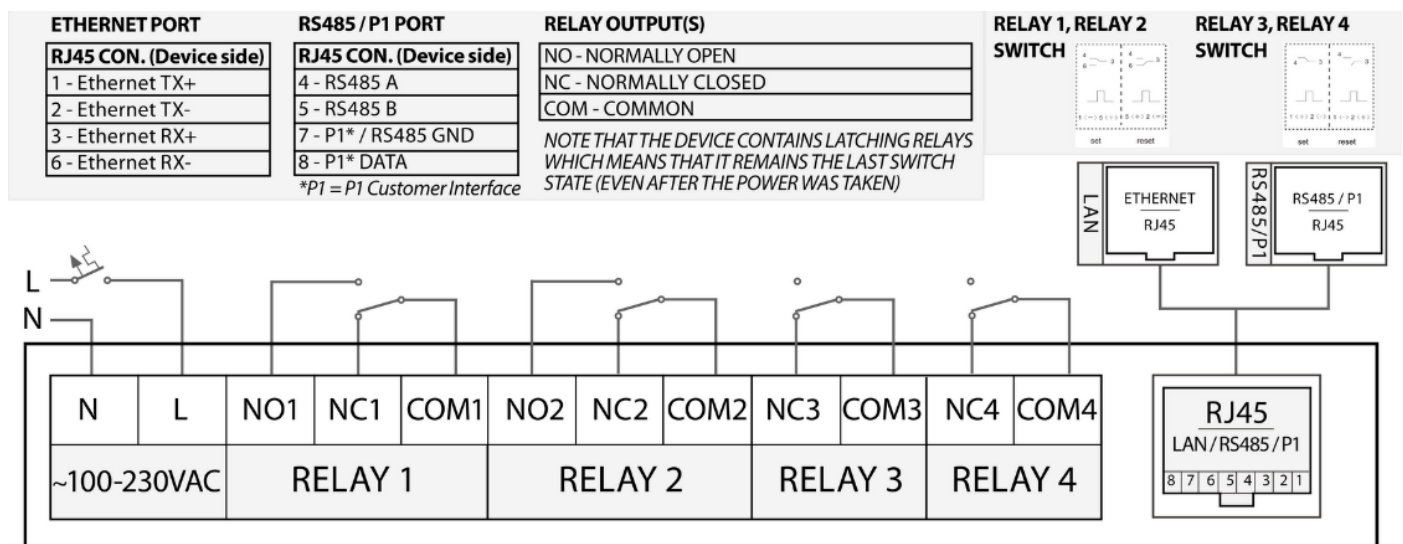 ETHERNET PORT
RJ45 CON. (Device side)
1 - Ethernet TX+
2 - Ethernet TX-
3 - Ethernet RX+
6 - Ethernet RX-
RS485 / P1 PORT
RJ45 CON. (Device side)
4 - RS485 A
5 - RS485 B
7 - P1* / RS485 GND
8 - P1* DATA
*P1 = P1 Customer Interface
RELAY OUTPUT(S)
NO - NORMALLY OPEN
NC - NORMALLY CLOSED
COM - COMMON
NOTE THAT THE DEVICE CONTAINS LATCHING RELAYS
WHICH MEANS THAT IT REMAINS THE LAST SWITCH
STATE (EVEN AFTER THE POWER WAS TAKEN)
RELAY 1, RELAY 2
SWITCH
set reset
RELAY 3, RELAY 4
SWITCH
set reset
LAN
ETHERNET
RJ45
RS485/P1
RS485 / P1
RJ45
L
N
N L NO1 NC1 COM1 NO2 NC2 COM2 NC3 COM3 NC4 COM4
~100-230VAC RELAY 1 RELAY 2 RELAY 3 RELAY 4
RJ45
LAN / RS485 / P1
8 7 6 5 4 3 2 1